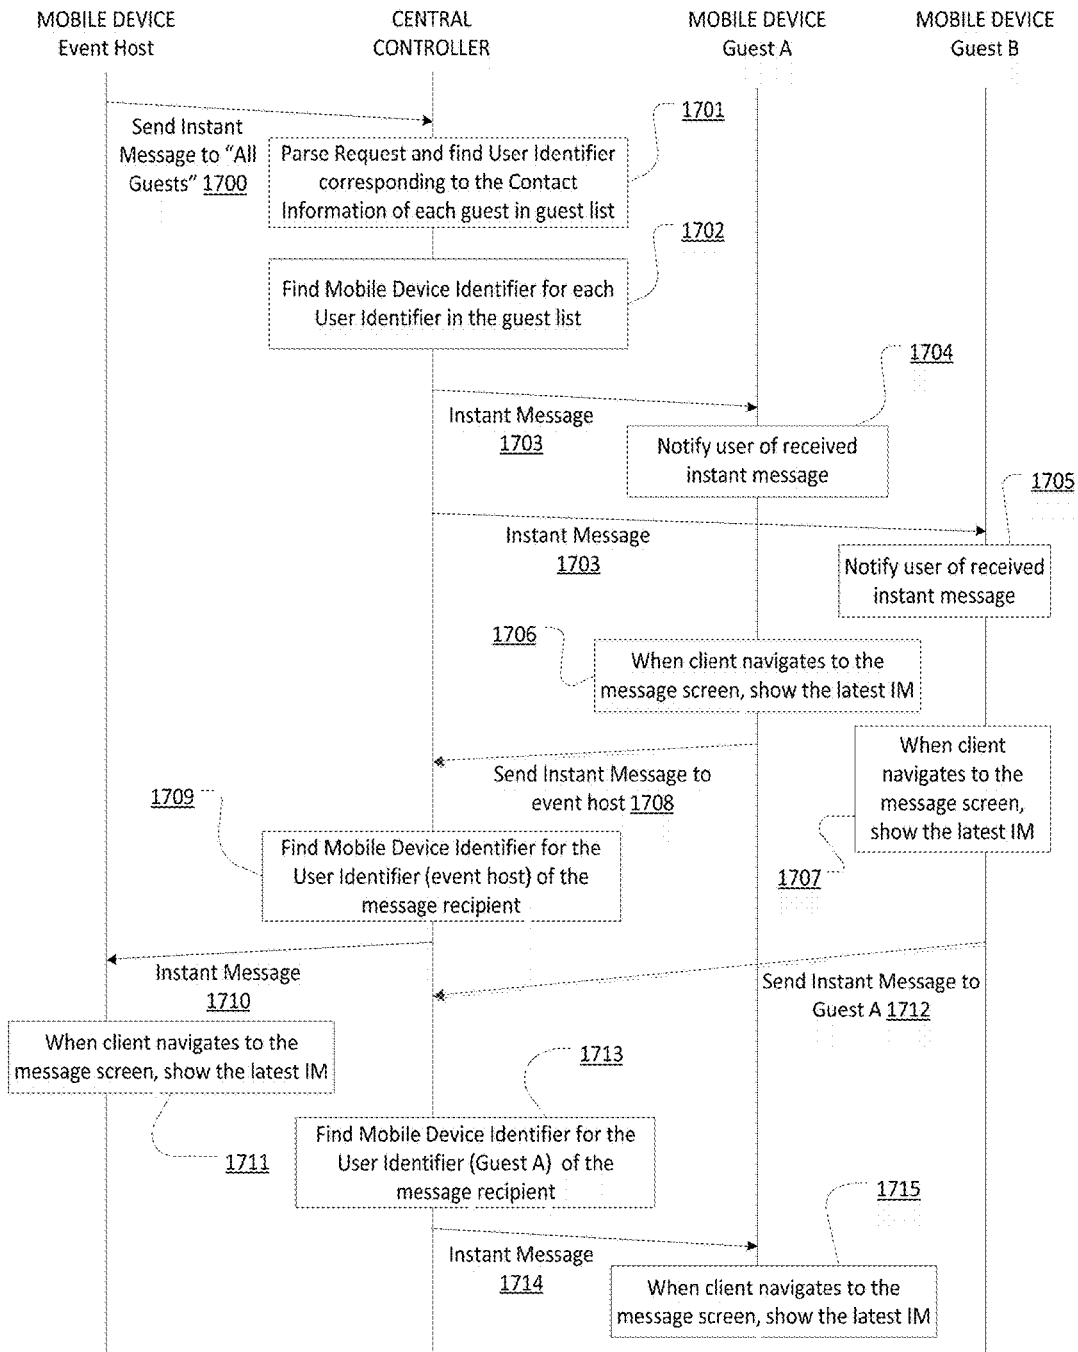 MOBILE DEVICE
Event Host
CENTRAL
CONTROLLER
MOBILE DEVICE
Guest A
MOBILE DEVICE
Guest B
Send Instant
Message to “All
Guests” 1700
1701
Parse Request and find User Identifier
corresponding to the Contact
Information of each guest in guest list
1702
Find Mobile Device Identifier for each
User Identifier in the guest list
1704
Instant Message
1703
Notify user of received
instant message
1705
Instant Message
1703
Notify user of received
instant message
1706
When client navigates to the
message screen, show the latest IM
When client
navigates to the
message screen,
show the latest IM
1707
Send Instant Message to
event host 1708
1709
Find Mobile Device Identifier for the
User Identifier (event host) of the
message recipient
Instant Message
1710
Send Instant Message to
Guest A 1712
When client navigates to the
message screen, show the latest IM
1711
1713
Find Mobile Device Identifier for the
User Identifier (Guest A) of the
message recipient
1715
Instant Message
1714
When client navigates to the
message screen, show the latest IM